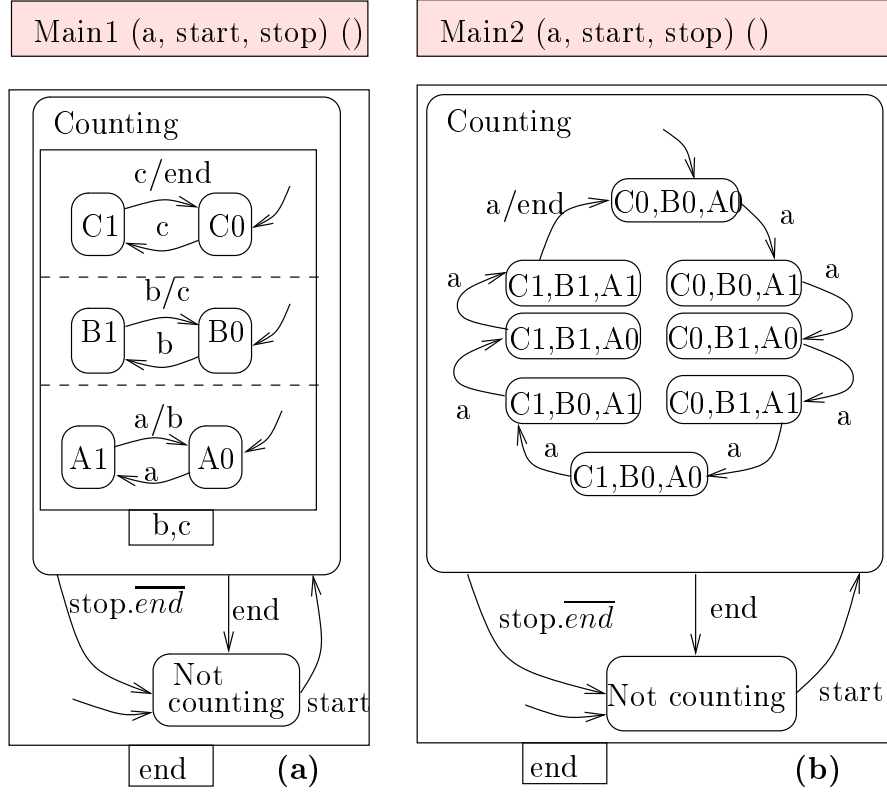 Main1 (a, start, stop) ()
Counting
c/end
C1
c
C0
b/c
B1
b
B0
a/b
A1
a
A0
b,c
stop.end
end
Not
counting
start
end
(a)
Main2 (a, start, stop) ()
Counting
a/end
C0,B0,A0
a
C1,B1,A1
C0,B0,A1
a
a
C1,B1,A0
C0,B1,A0
C1,B0,A1
C0,B1,A1
a
a
a
a
C1,B0,A0
stop.end
end
Not counting
start
end
(b)